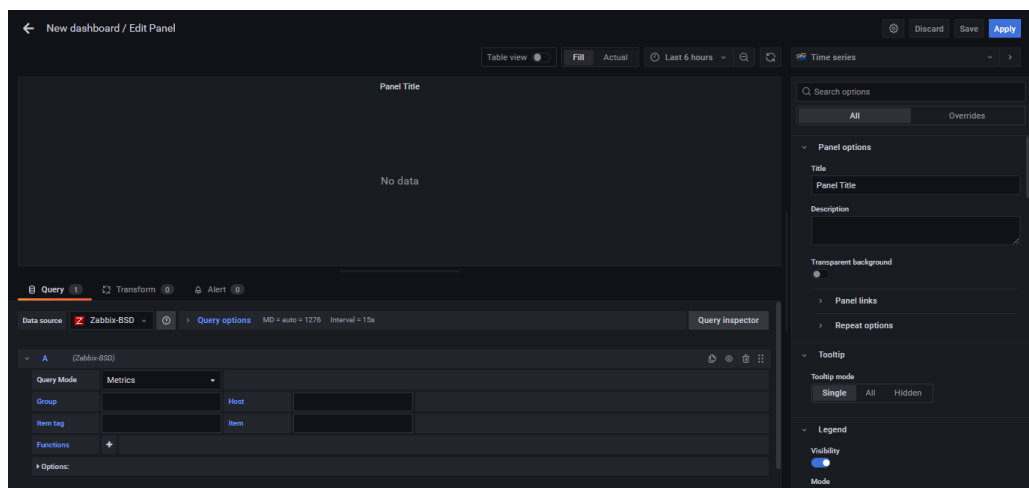 New dashboard / Edit Panel
Discard Save Apply
Table view Fill Actual Last 6 hours Time series
Panel Title
No data
Search options
All Overrides
Panel options
Title
Panel Title
Description
Transparent background
Panel links
Repeat options
Tooltip
Tooltip mode
Single All Hidden
Legend
Visibility
Mode
Query 1 Transform 0 Alert 0
Data source Z Zabbix-BSD Query options MD = auto = 1276 Interval = 15s Query inspector
A (Zabbix-BSD)
Query Mode Metrics
Group Host
Item tag Item
Functions +
Options: